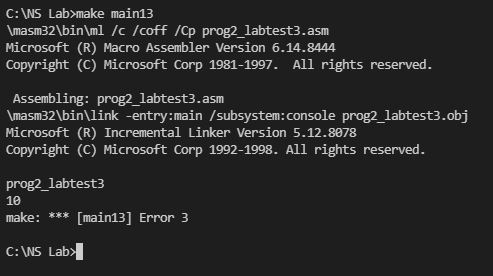 C:\NS Lab>make main13
\masm32\bin\ml /c /coff /Cp prog2_labtest3.asm
Microsoft (R) Macro Assembler Version 6.14.8444
Copyright (C) Microsoft Corp 1981-1997.  All rights reserved.

 Assembling: prog2_labtest3.asm
\masm32\bin\link -entry:main /subsystem:console prog2_labtest3.obj
Microsoft (R) Incremental Linker Version 5.12.8078
Copyright (C) Microsoft Corp 1992-1998. All rights reserved.

prog2_labtest3
10
make: *** [main13] Error 3

C:\NS Lab>